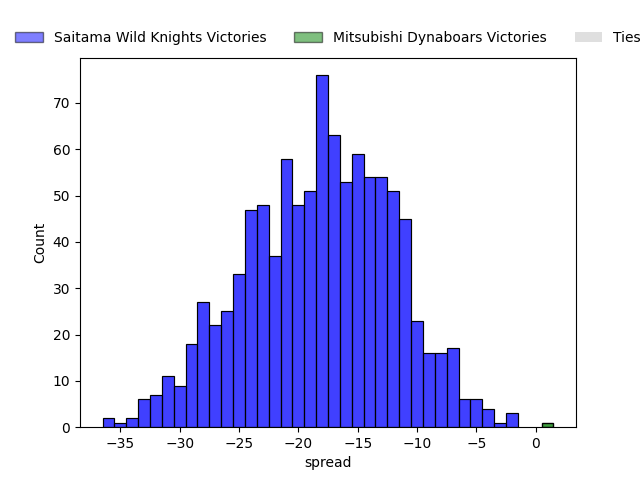 Saitama Wild Knights Victories Mitsubishi Dynaboars Victories Ties
70
60
50
40
30
20
10
0
Count
−35 −30 −25 −20 −15 −10 −5 0
spread